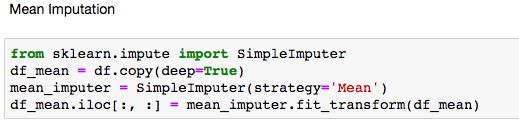 Mean Imputation
from sklearn.impute import SimpleImputer
df_mean = df.copy(deep=True)
mean_imputer = SimpleImputer(strategy='Mean')
df_mean.iloc[:, :] = mean_imputer.fit_transform(df_mean)